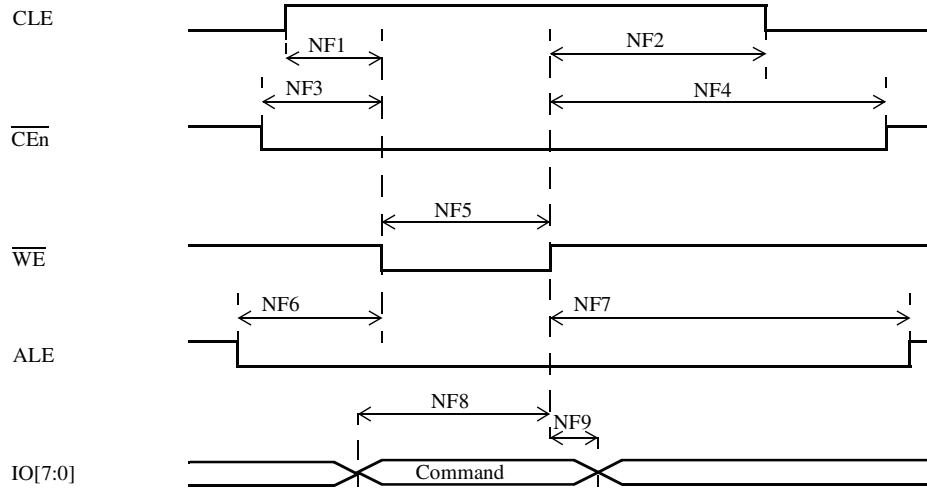 CLE
NF1
NF2
NF3
NF4
CEn
NF5
WE
NF6
NF7
ALE
NF8
NF9
IO[7:0]
Command